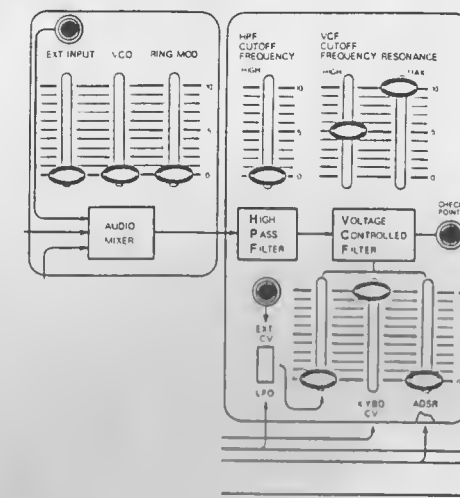 EXT INPUT VCO RING MOD
10
5
0
AUDIO
MIXER
HPF
CUTOFF
FREQUENCY
HIGH
10
5
0
VCF
CUTOFF
FREQUENCY RESONANCE
HIGH MAX
10
5
0
HIGH
PASS
FILTER
VOLTAGE
CONTROLLED
FILTER
CHECK
POINT
EXT
CV
LFO
KYBD
CV
ADSR